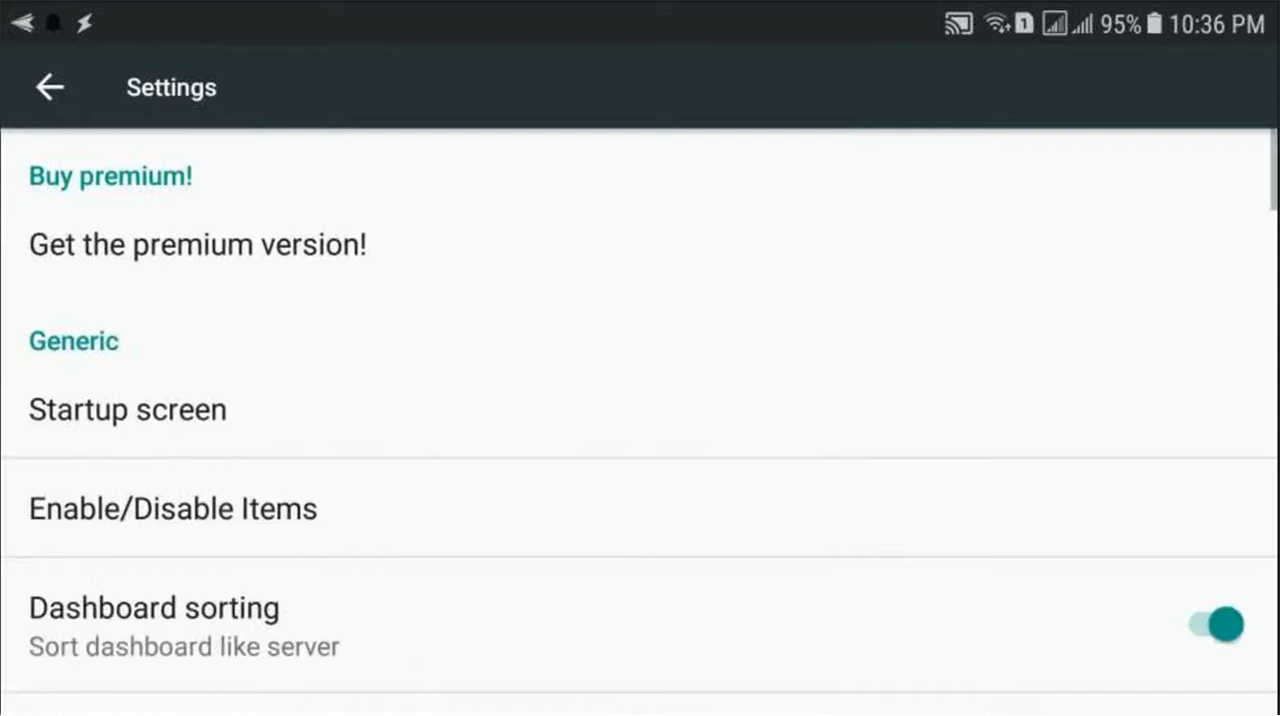 1 95% 10:36 PM
Settings
Buy premium!
Get the premium version!
Generic
Startup screen
Enable/Disable Items
Dashboard sorting
Sort dashboard like server